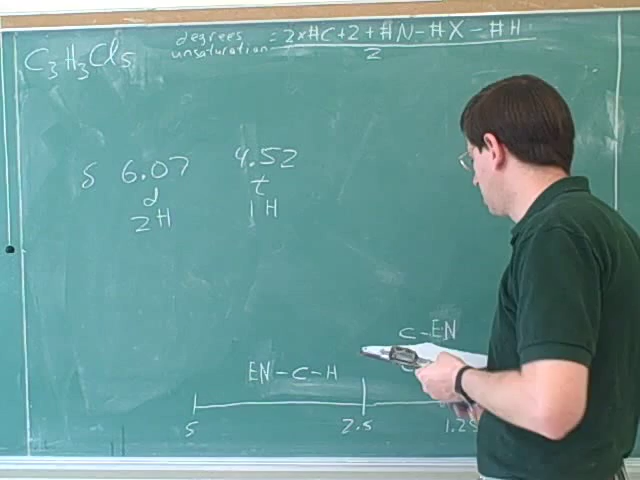 C3H3Cl5
degrees unsaturation = 2x#C+2+#N-#X-#H
2
δ 6.07 4.52
d t
2H 1H
C-EN
EN-C-H
5 2.5 1.25